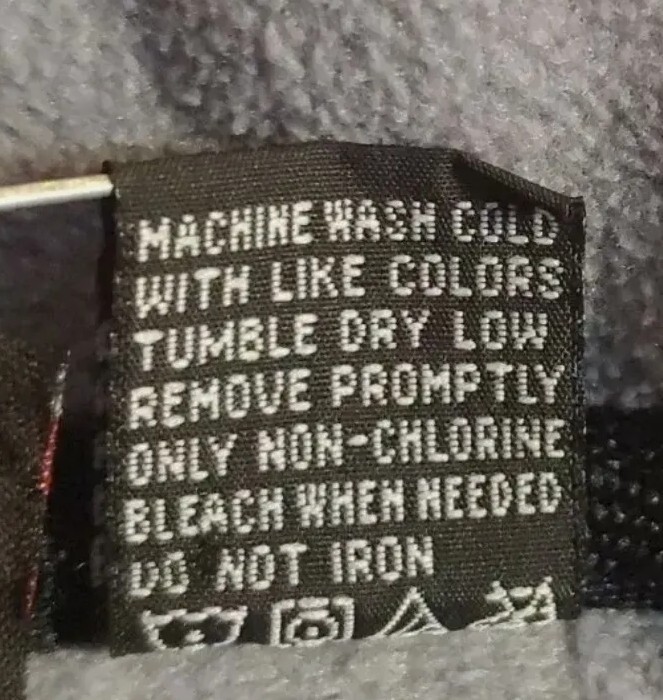 MACHINE WASH COLD
WITH LIKE COLORS
TUMBLE DRY LOW
REMOVE PROMPTLY
ONLY NON-CHLORINE
BLEACH WHEN NEEDED
DO NOT IRON